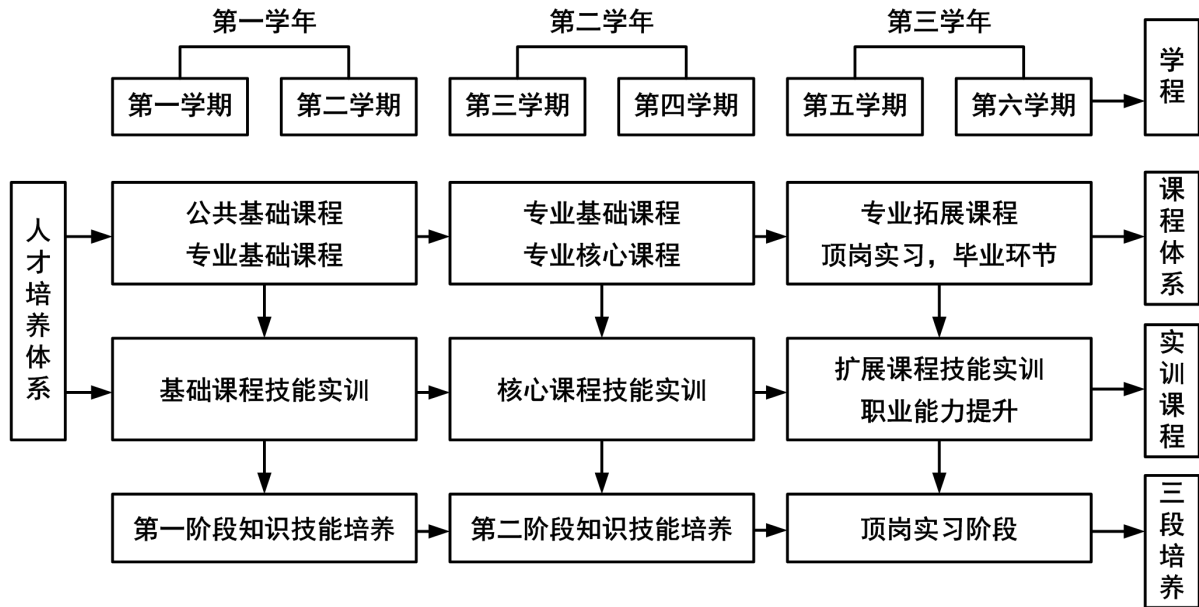 第一学年
第二学年
第三学年
第一学期
第二学期
第三学期
第四学期
第五学期
第六学期
学程
人才培养体系
公共基础课程
专业基础课程
专业基础课程
专业核心课程
专业拓展课程
顶岗实习，毕业环节
课程体系
基础课程技能实训
核心课程技能实训
扩展课程技能实训
职业能力提升
实训课程
第一阶段知识技能培养
第二阶段知识技能培养
顶岗实习阶段
三段培养